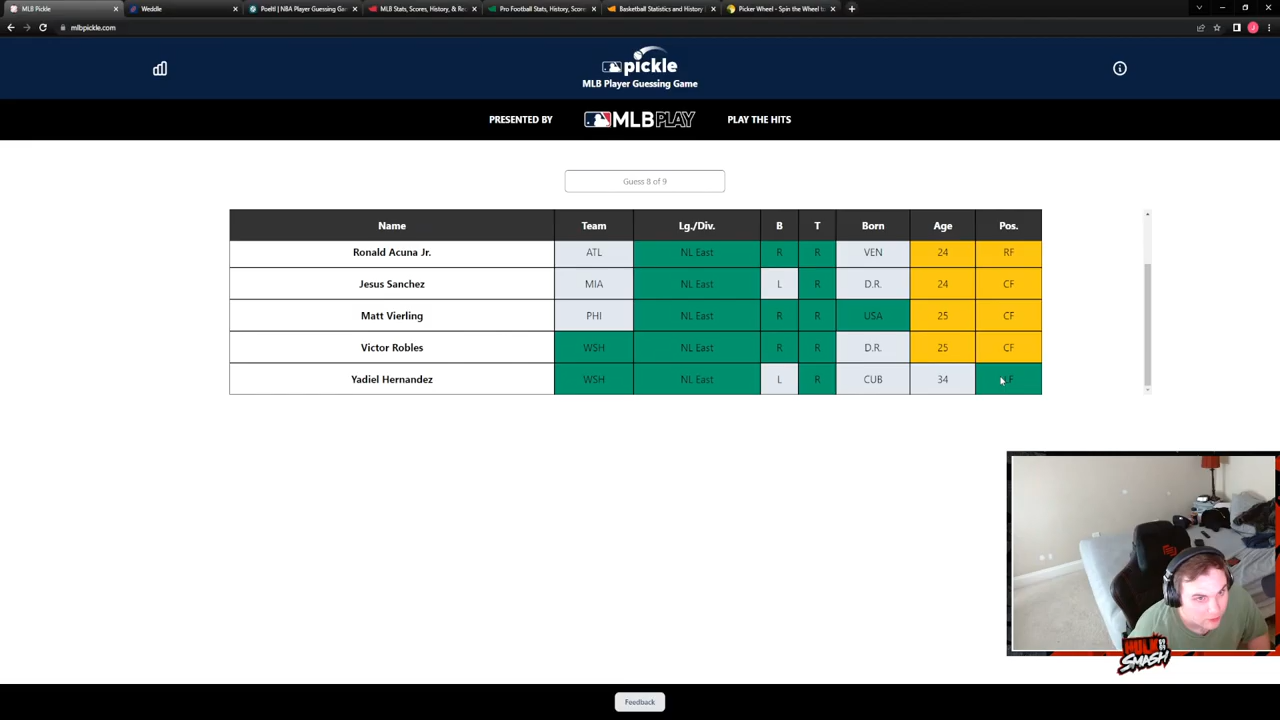 MLB Pickle
Weddle
Poeltl | NBA Player Guessing Gam
MLB Stats, Scores, History, & Re
Pro Football Stats, History, Score
Basketball Statistics and History
Picker Wheel - Spin the Wheel to
mlbpickle.com
J
pickle
MLB Player Guessing Game
PRESENTED BY
MLBPLAY
PLAY THE HITS
Guess 8 of 9
Name Team Lg./Div. B T Born Age Pos.
Ronald Acuna Jr. ATL NL East R R VEN 24 RF
Jesus Sanchez MIA NL East L R D.R. 24 CF
Matt Vierling PHI NL East R R USA 25 CF
Victor Robles WSH NL East R R D.R. 25 CF
Yadiel Hernandez WSH NL East L R CUB 34
HULK
SMASH
Feedback